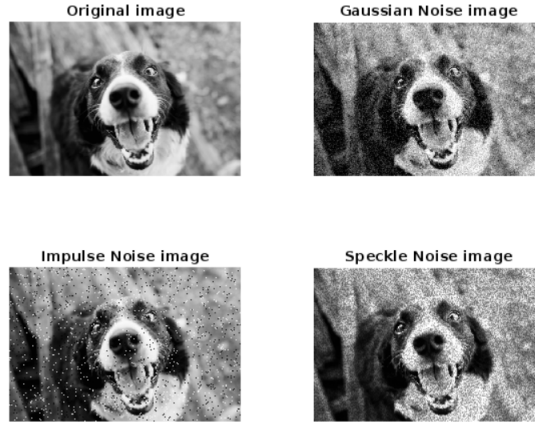 Original image
Gaussian Noise image
Impulse Noise image
Speckle Noise image